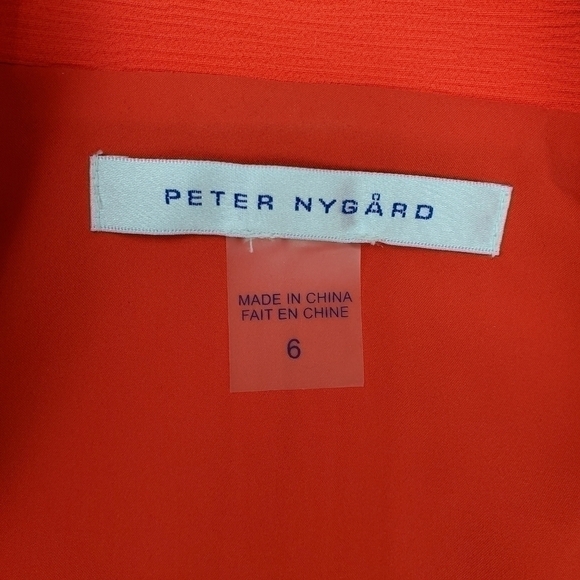 PETER NYGÅRD
MADE IN CHINA
FAIT EN CHINE
6